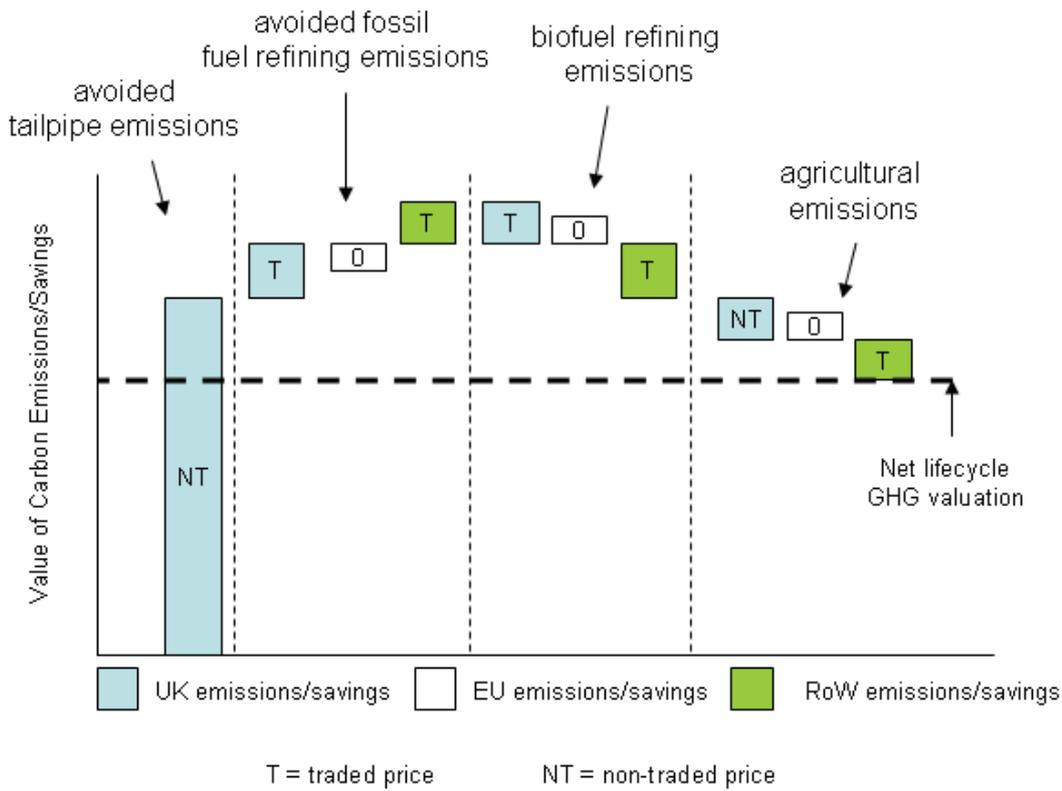 avoided fossil
fuel refining emissions
biofuel refining
emissions
avoided
tailpipe emissions
agricultural
emissions
Value of Carbon Emissions/Savings
NT
T
0
T
T
0
T
NT
0
T
Net lifecycle
GHG valuation
UK emissions/savings
EU emissions/savings
RoW emissions/savings
T = traded price
NT = non-traded price